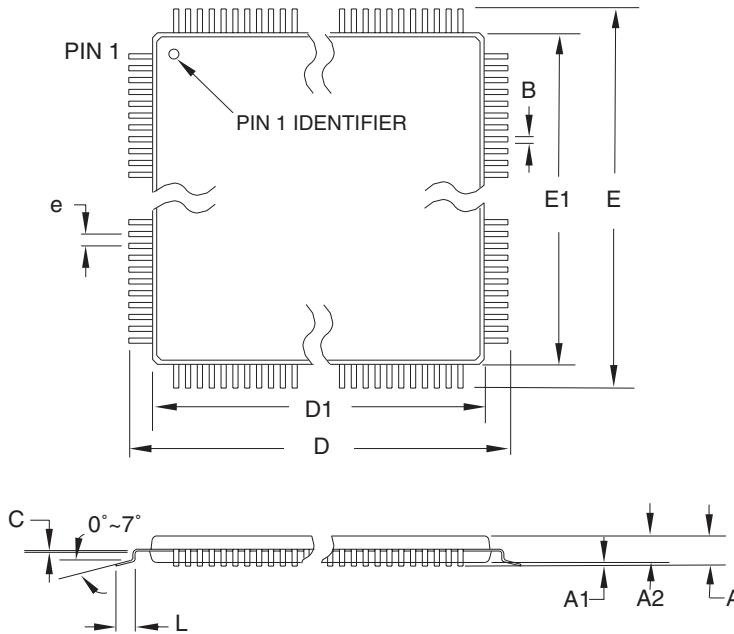 PIN 1
PIN 1 IDENTIFIER
B
e
E1
E
D1
D
C
0°~7°
A1
A2
A
L